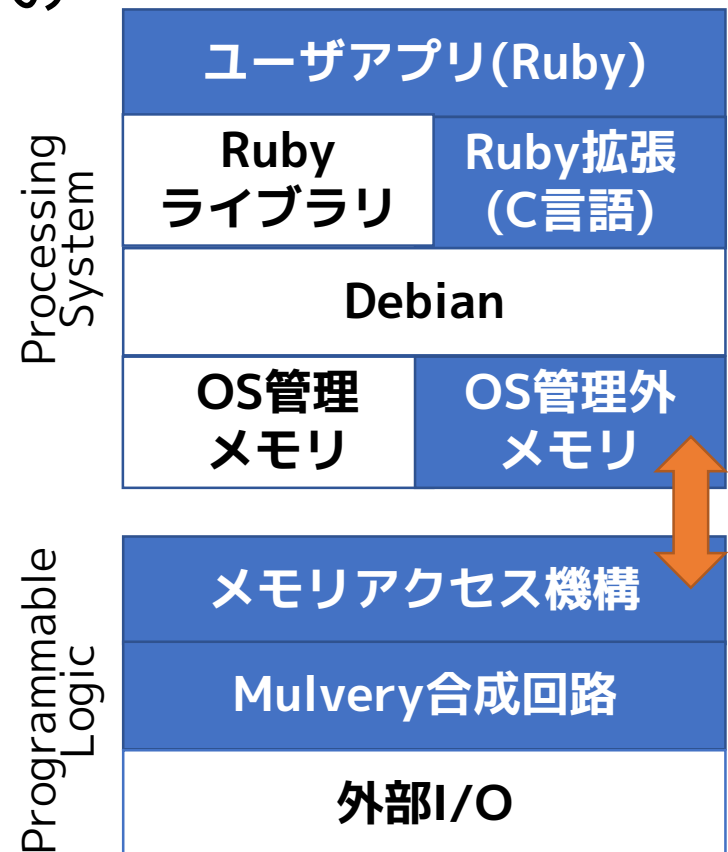 の
ユーザアプリ(Ruby)
Ruby
ライブラリ
Ruby拡張
(C言語)
Debian
OS管理
メモリ
OS管理外
メモリ
Processing
System
メモリアクセス機構
Mulvery合成回路
外部I/O
Programmable
Logic